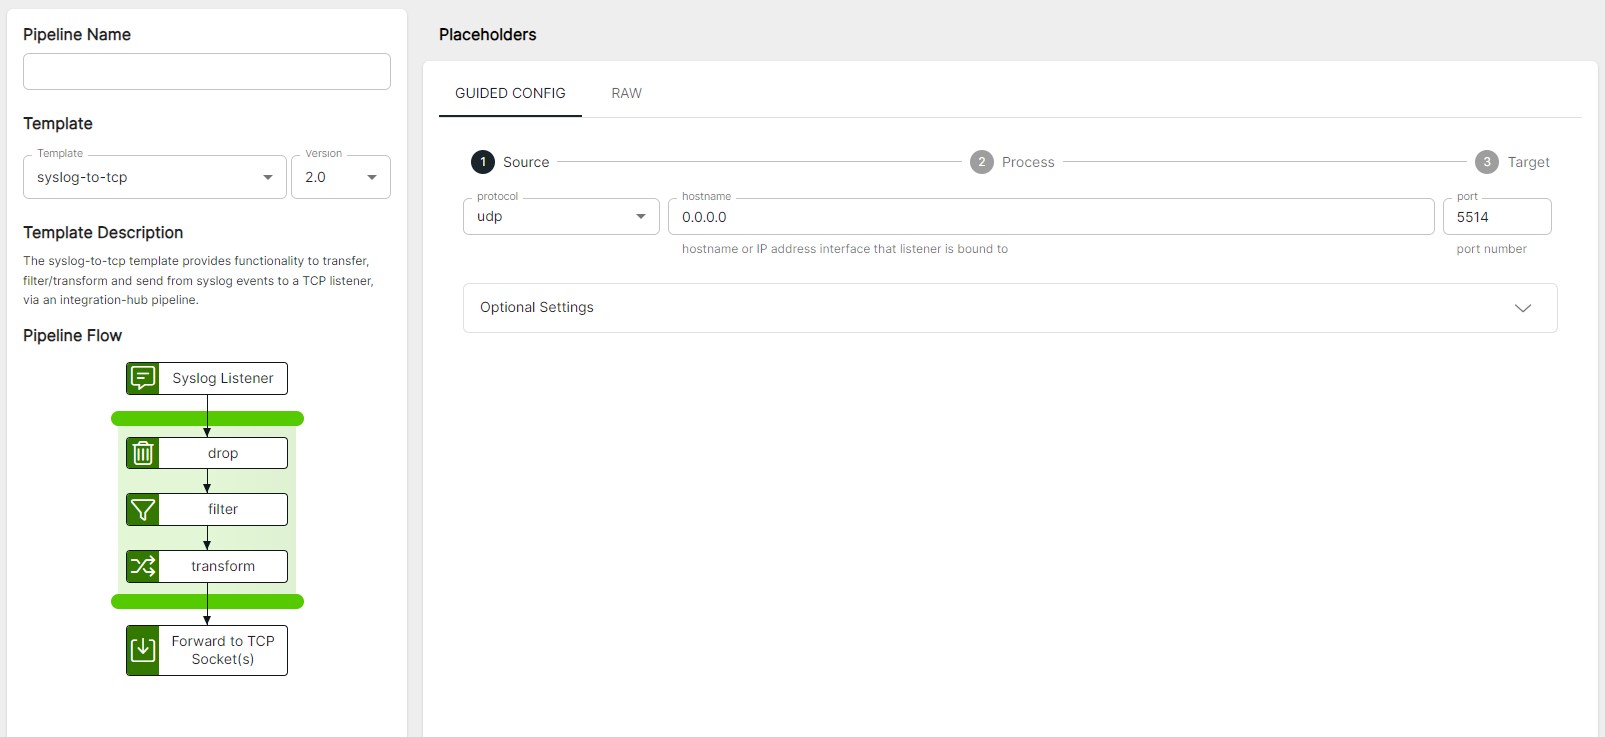 Pipeline Name
Template
Template
syslog-to-tcp
Version
2.0
Template Description
The syslog-to-tcp template provides functionality to transfer,
filter/transform and send from syslog events to a TCP listener,
via an integration-hub pipeline.
Pipeline Flow
Syslog Listener
drop
filter
transform
Forward to TCP
Socket(s)
Placeholders
GUIDED CONFIG
RAW
1 Source
2 Process
3 Target
protocol
udp
hostname
0.0.0.0
hostname or IP address interface that listener is bound to
port
5514
port number
Optional Settings